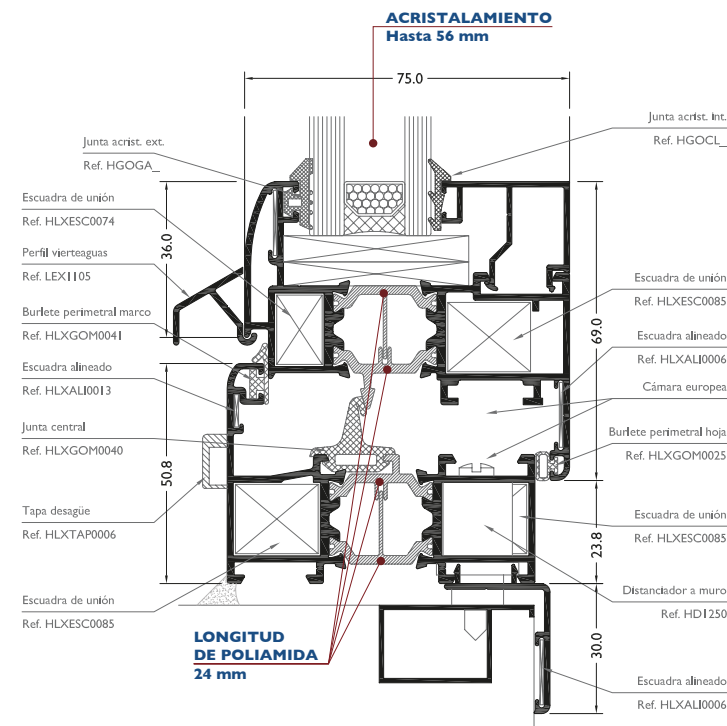 ACRISTALAMIENTO
Hasta 56 mm
75.0
Junta acrist. ext.
Ref. HGOGA_
Escuadra de unión
Ref. HLXESC0074
Perfil vierteaguas
Ref. LEX1105
Burlete perimetral marco
Ref. HLXGOM0041
Escuadra alineado
Ref. HLXALI0013
Junta central
Ref. HLXGOM0040
Tapa desagüe
Ref. HLXTAP0006
Escuadra de unión
Ref. HLXESC0085
36.0
50.8
LONGITUD
DE POLIAMIDA
24 mm
Junta acrist. int.
Ref. HGOCL_
Escuadra de unión
Ref. HLXESC0085
Escuadra alineado
Ref. HLXALI0006
Cámara europea
Burlete perimetral hoja
Ref. HLXGOM0025
Escuadra de unión
Ref. HLXESC0085
Distanciador a muro
Ref. HD1250
Escuadra alineado
Ref. HLXALI0006
69.0
23.8
30.0